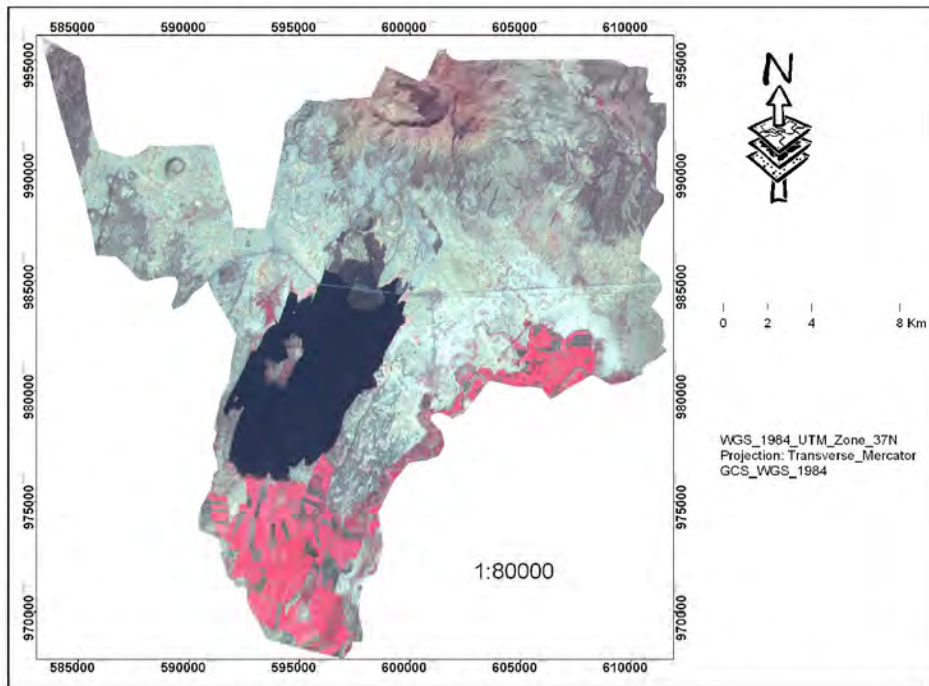 585000 590000 595000 600000 605000 610000
995000 995000
990000 990000
985000 985000
980000 980000
975000 975000
970000 970000
N
0 2 4 8 Km
WGS_1984_UTM_Zone_37N
Projection: Transverse_Mercator
GCS_WGS_1984
1:80000
585000 590000 595000 600000 605000 610000